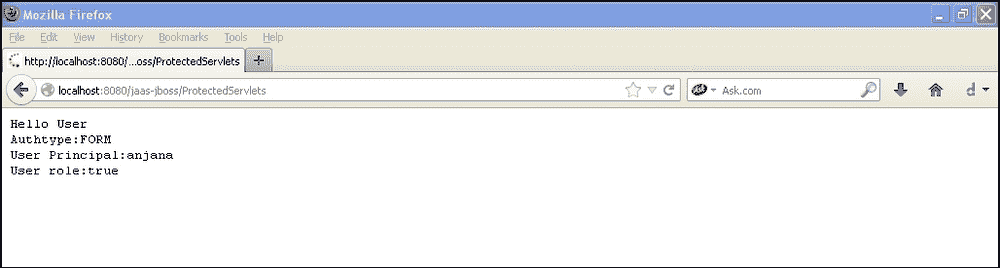 Mozilla Firefox
File Edit View History Bookmarks Tools Help
http://localhost:8080/...oss/ProtectedServlets
localhost:8080/jaas-jboss/ProtectedServlets Ask.com d
Hello User
Authtype:FORM
User Principal:anjana
User role:true